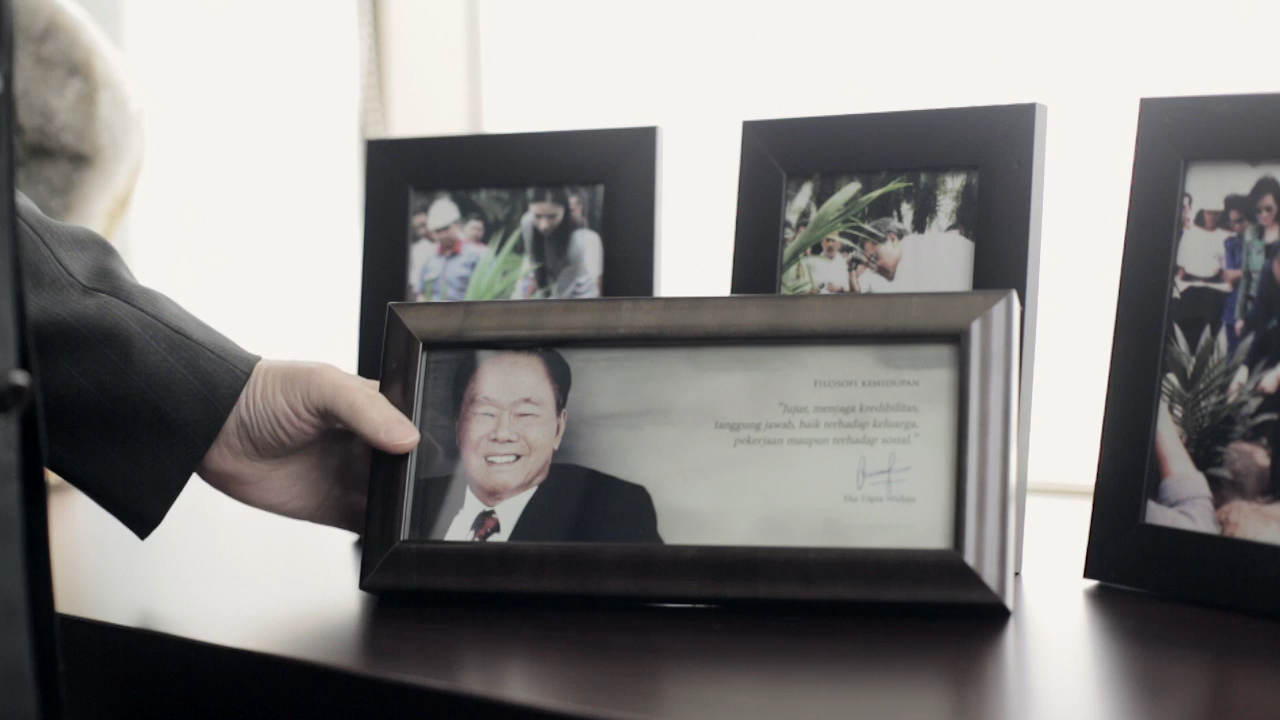 FILOSOFI KEHIDUPAN
"Jujur, menjaga kredibilitas,
tanggung jawab, baik terhadap keluarga,
pekerjaan maupun terhadap sosial."
Eka Tjipta Widjaja